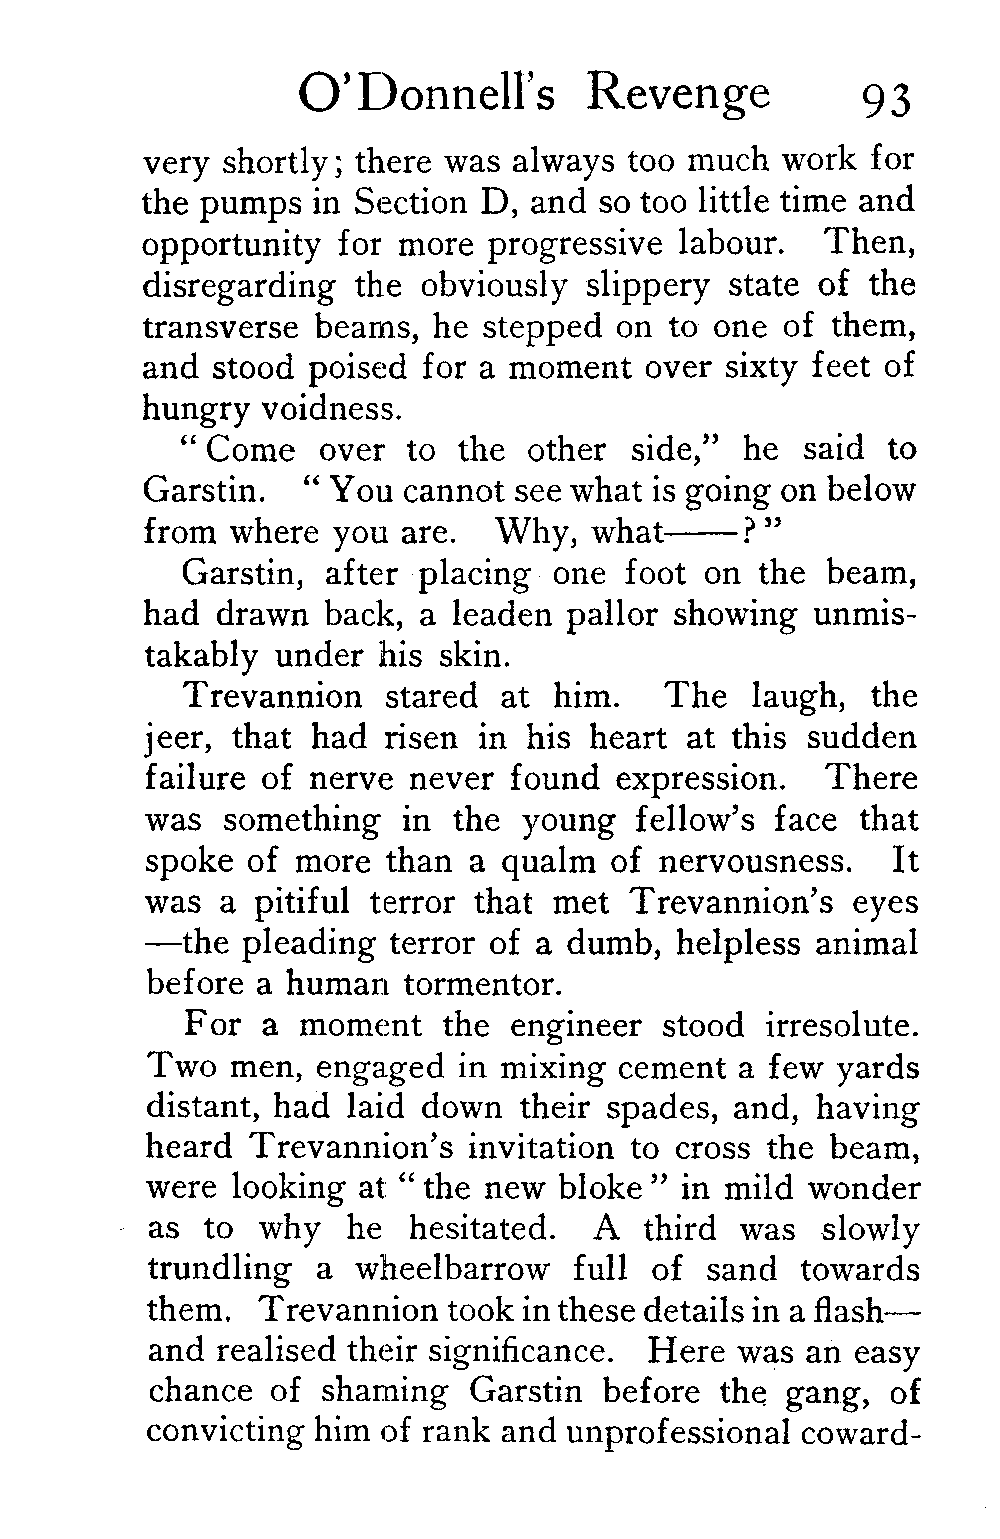 O'Donnell's Revenge 93
very shortly; there was always too much work for
the pumps in Section D, and so too little time and
opportunity for more progressive labour. Then,
disregarding the obviously slippery state of the
transverse beams, he stepped on to one of them,
and stood poised for a moment over sixty feet of
hungry voidness.
“Come over to the other side,” he said to
Garstin. “You cannot see what is going on below
from where you are. Why, what——?”
Garstin, after placing one foot on the beam,
had drawn back, a leaden pallor showing unmis-
takably under his skin.
Trevannion stared at him. The laugh, the
jeer, that had risen in his heart at this sudden
failure of nerve never found expression. There
was something in the young fellow's face that
spoke of more than a qualm of nervousness. It
was a pitiful terror that met Trevannion's eyes
—the pleading terror of a dumb, helpless animal
before a human tormentor.
For a moment the engineer stood irresolute.
Two men, engaged in mixing cement a few yards
distant, had laid down their spades, and, having
heard Trevannion's invitation to cross the beam,
were looking at “the new bloke” in mild wonder
as to why he hesitated. A third was slowly
trundling a wheelbarrow full of sand towards
them. Trevannion took in these details in a flash—
and realised their significance. Here was an easy
chance of shaming Garstin before the gang, of
convicting him of rank and unprofessional coward-